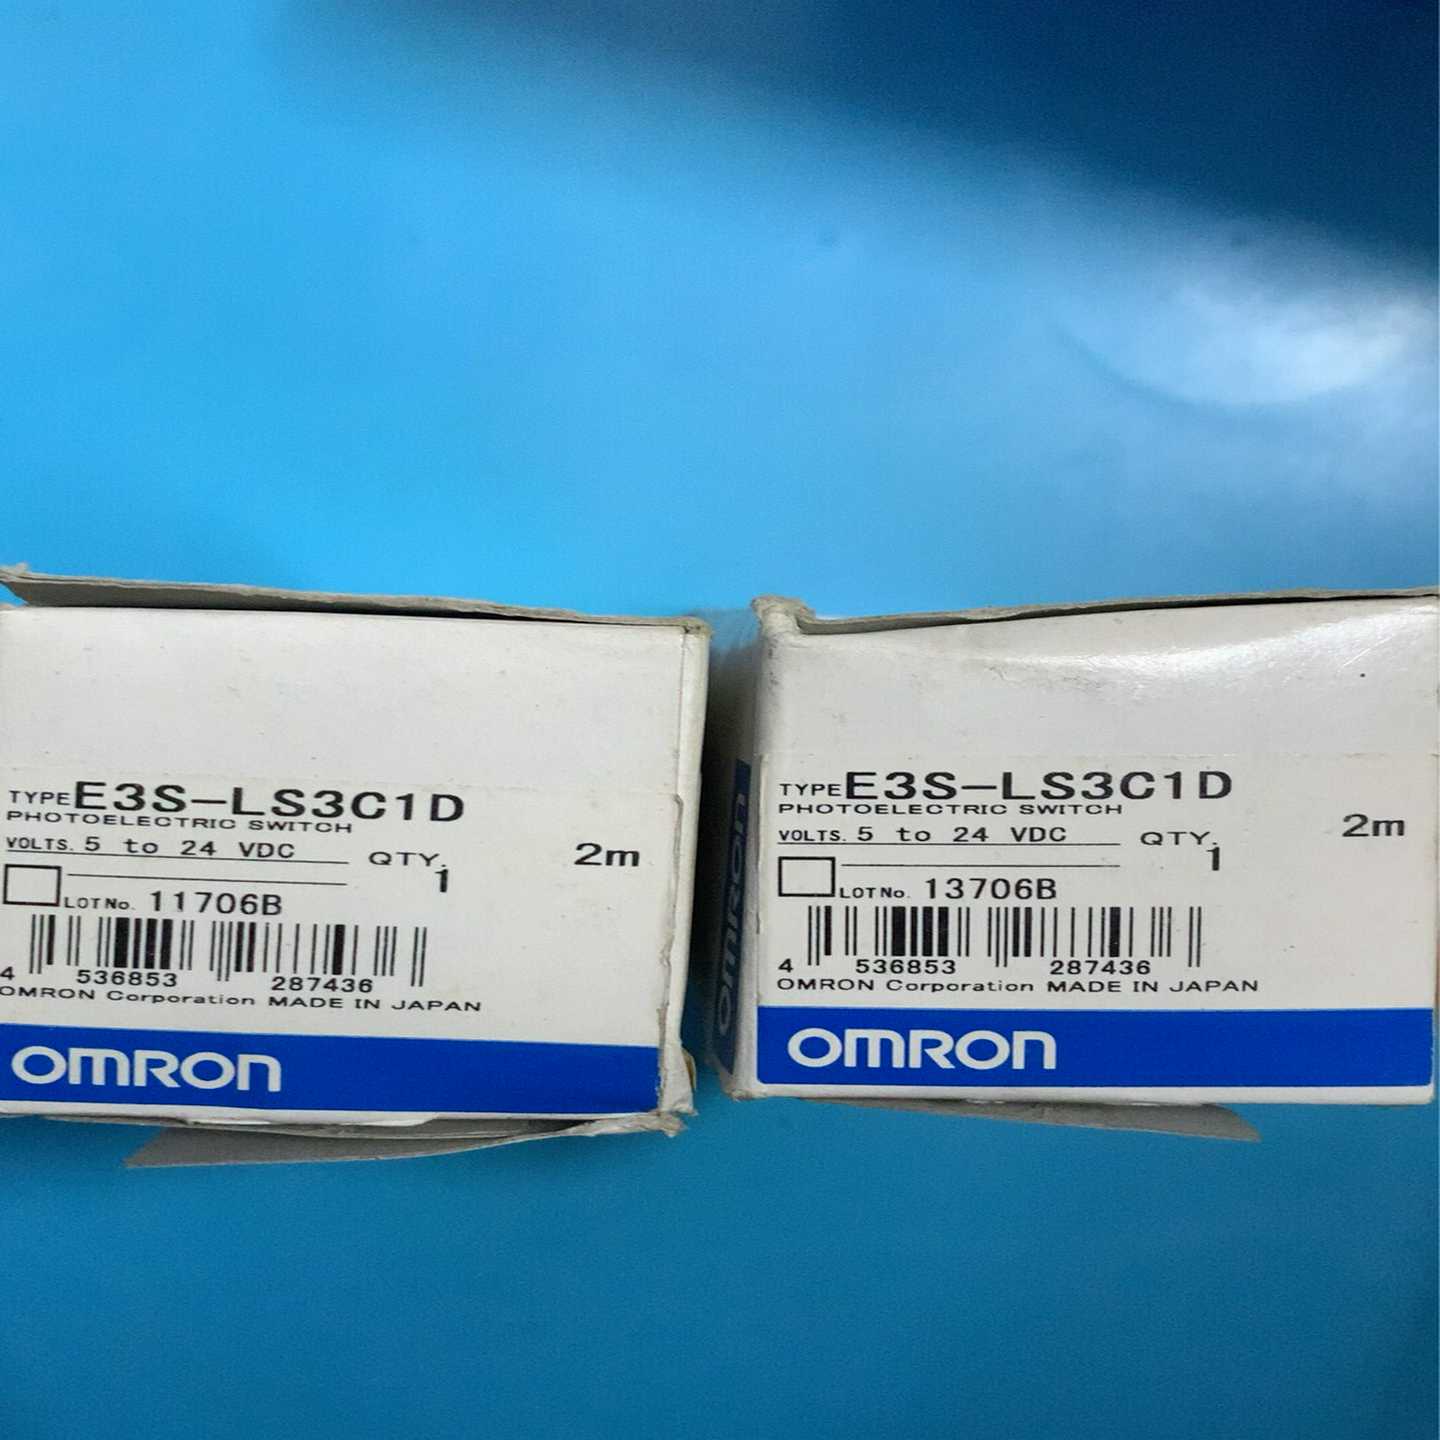 TYPE E3S-LS3C1D
PHOTOELECTRIC SWITCH
VOLTS. 5 to 24 VDC QTY. 1 2m
LOT No. 11706B
4 536853 287436
OMRON Corporation MADE IN JAPAN
OMRON
OMRON
TYPE E3S-LS3C1D
PHOTOELECTRIC SWITCH
VOLTS. 5 to 24 VDC QTY. 1 2m
LOT No. 13706B
4 536853 287436
OMRON Corporation MADE IN JAPAN
OMRON